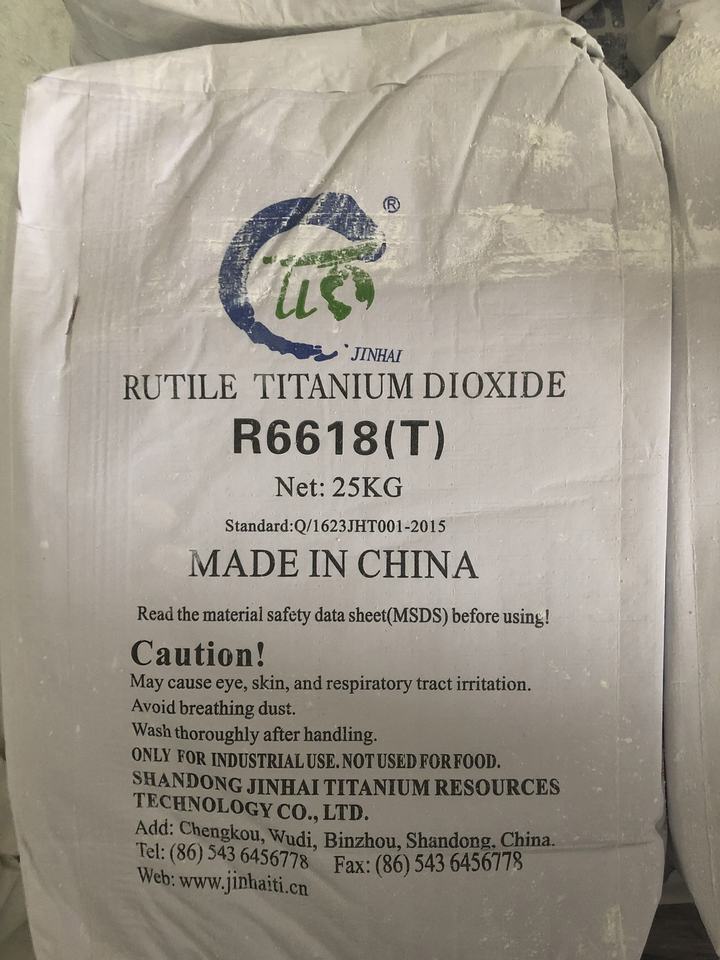 ®
TiO
JINHAI
RUTILE TITANIUM DIOXIDE
R6618(T)
Net: 25KG
Standard:Q/1623JHT001-2015
MADE IN CHINA
Read the material safety data sheet(MSDS) before using!
Caution!
May cause eye, skin, and respiratory tract irritation.
Avoid breathing dust.
Wash thoroughly after handling.
ONLY FOR INDUSTRIAL USE. NOT USED FOR FOOD.
SHANDONG JINHAI TITANIUM RESOURCES
TECHNOLOGY CO., LTD.
Add: Chengkou, Wudi, Binzhou, Shandong, China.
Tel: (86) 543 6456778 Fax: (86) 543 6456778
Web: www.jinhaiti.cn